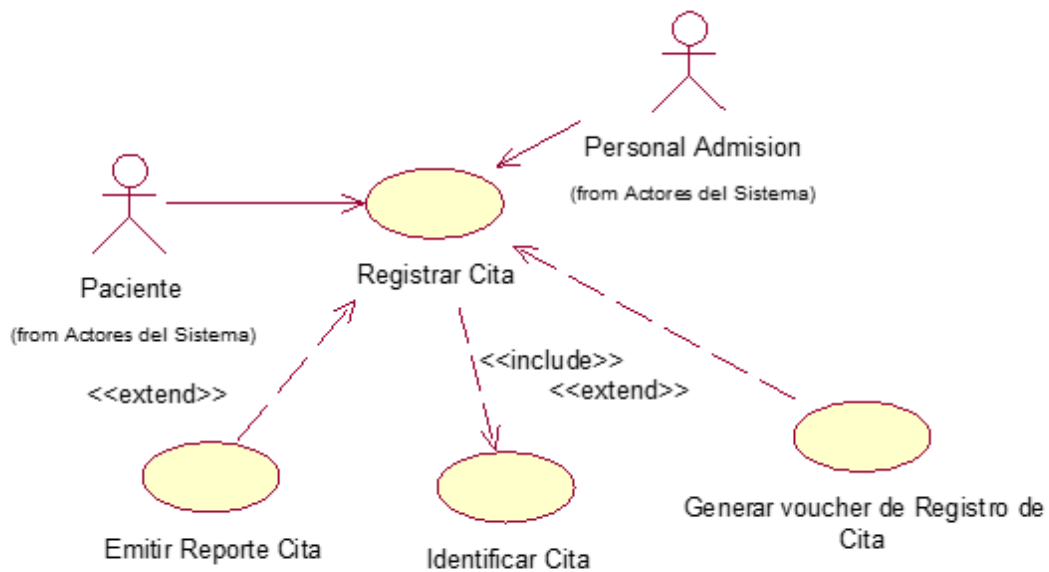 Personal Admision
(from Actores del Sistema)
Registrar Cita
Paciente
(from Actores del Sistema)
<<include>>
<<extend>>
<<extend>>
Generar voucher de Registro de
Cita
Emitir Reporte Cita
Identificar Cita